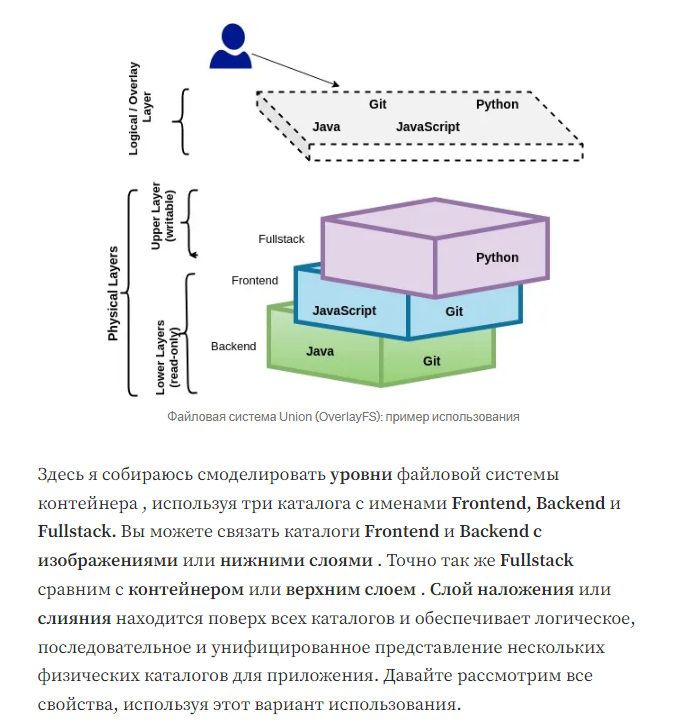 Logical / Overlay
Layer
Git
Python
Java
JavaScript
Physical Layers
Upper Layer
(writable)
Lower Layers
(read-only)
Fullstack
Python
Frontend
JavaScript
Git
Backend
Java
Git
Файловая система Union (OverlayFS): пример использования
Здесь я собираюсь смоделировать уровни файловой системы
контейнера , используя три каталога с именами Frontend, Backend и
Fullstack. Вы можете связать каталоги Frontend и Backend с
изображениями или нижними слоями . Точно так же Fullstack
сравним с контейнером или верхним слоем . Слой наложения или
слияния находится поверх всех каталогов и обеспечивает логическое,
последовательное и унифицированное представление нескольких
физических каталогов для приложения. Давайте рассмотрим все
свойства, используя этот вариант использования.